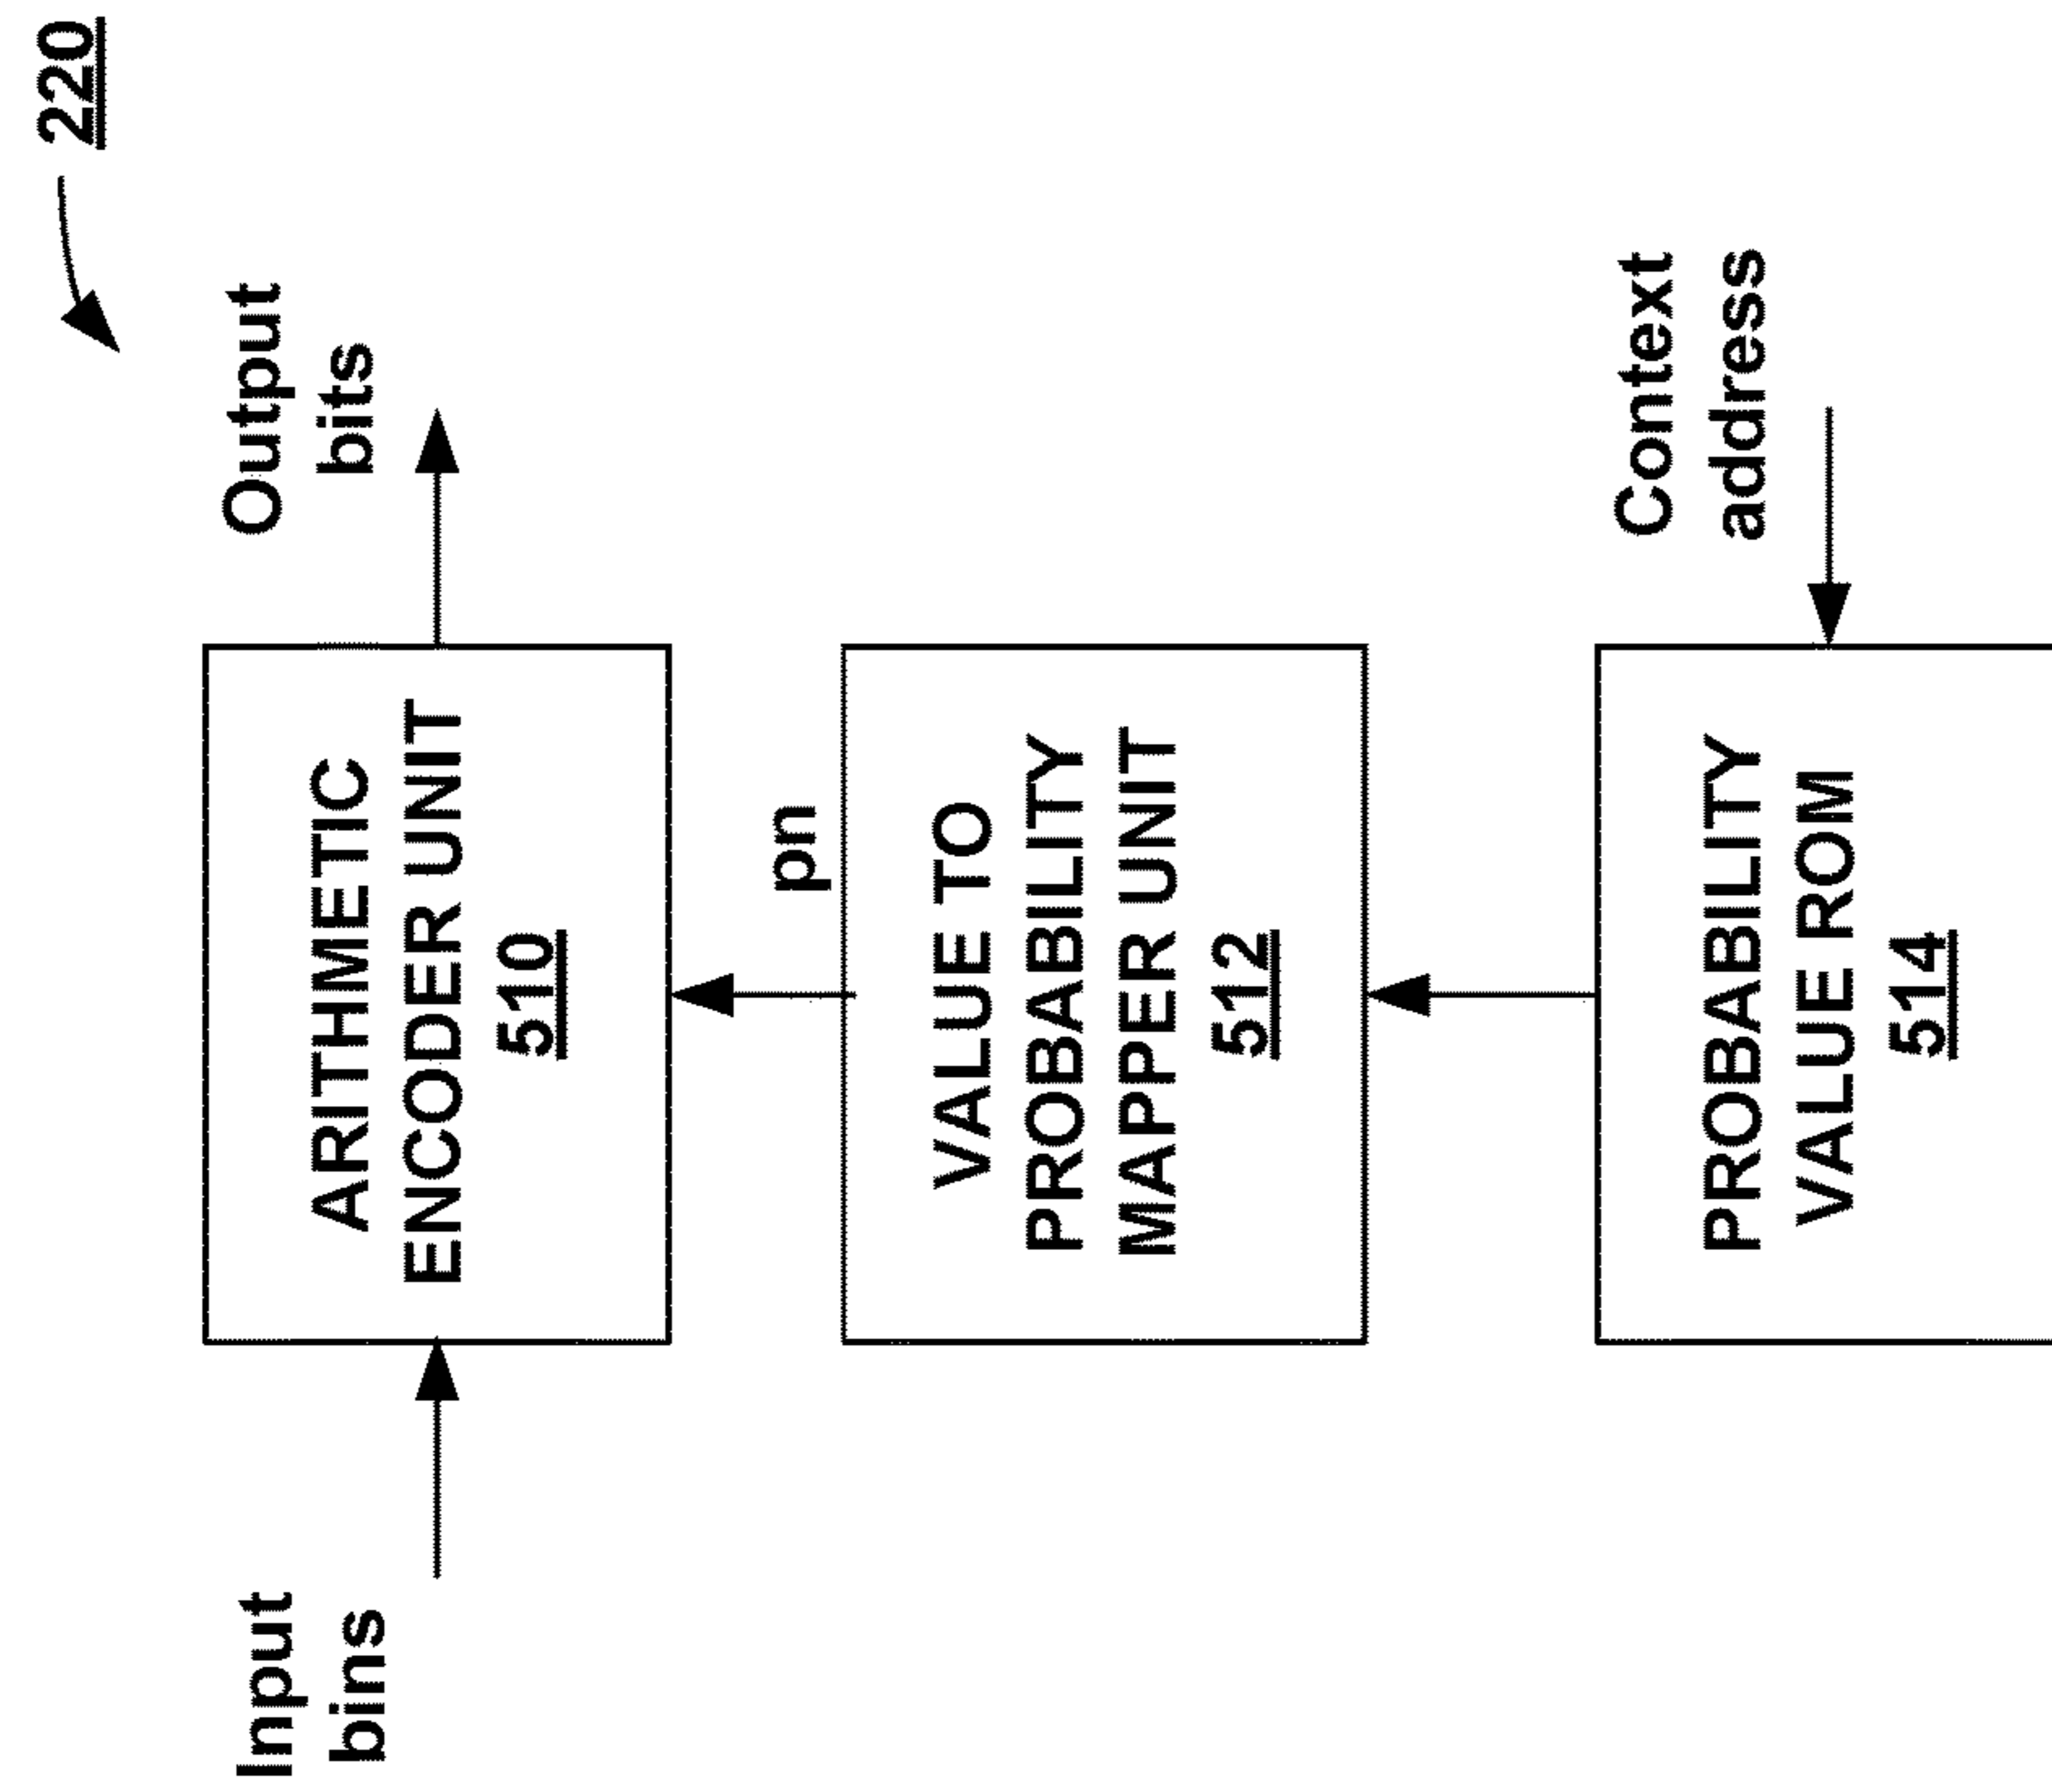 220
Output
bits
Input
bins
ARITHMETIC
ENCODER UNIT
510
pn
VALUE TO
PROBABILITY
MAPPER UNIT
512
Context
address
PROBABILITY
VALUE ROM
514